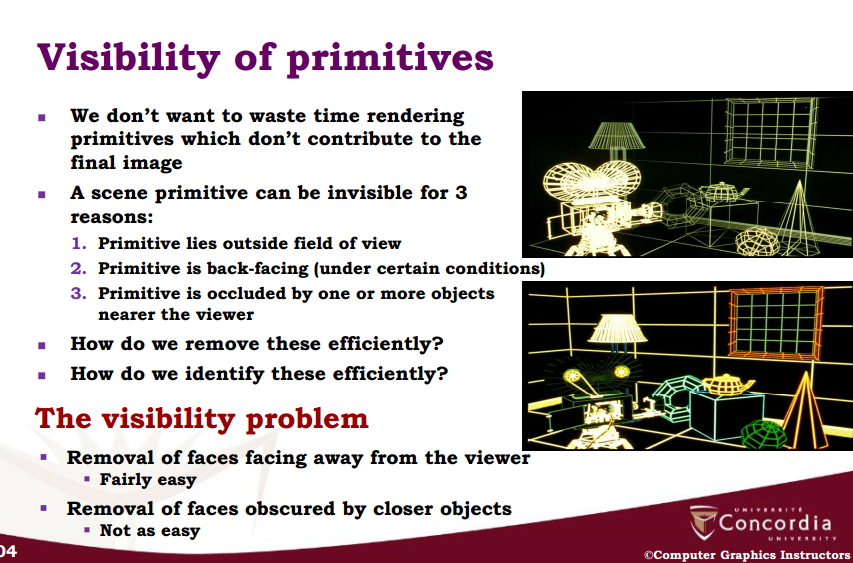 Visibility of primitives
▪ We don’t want to waste time rendering
primitives which don’t contribute to the
final image
▪ A scene primitive can be invisible for 3
reasons:
1. Primitive lies outside field of view
2. Primitive is back-facing (under certain conditions)
3. Primitive is occluded by one or more objects
nearer the viewer
▪ How do we remove these efficiently?
▪ How do we identify these efficiently?
The visibility problem
▪ Removal of faces facing away from the viewer
▪ Fairly easy
▪ Removal of faces obscured by closer objects
▪ Not as easy
04
UNIVERSITÉ
Concordia
UNIVERSITY
©Computer Graphics Instructors